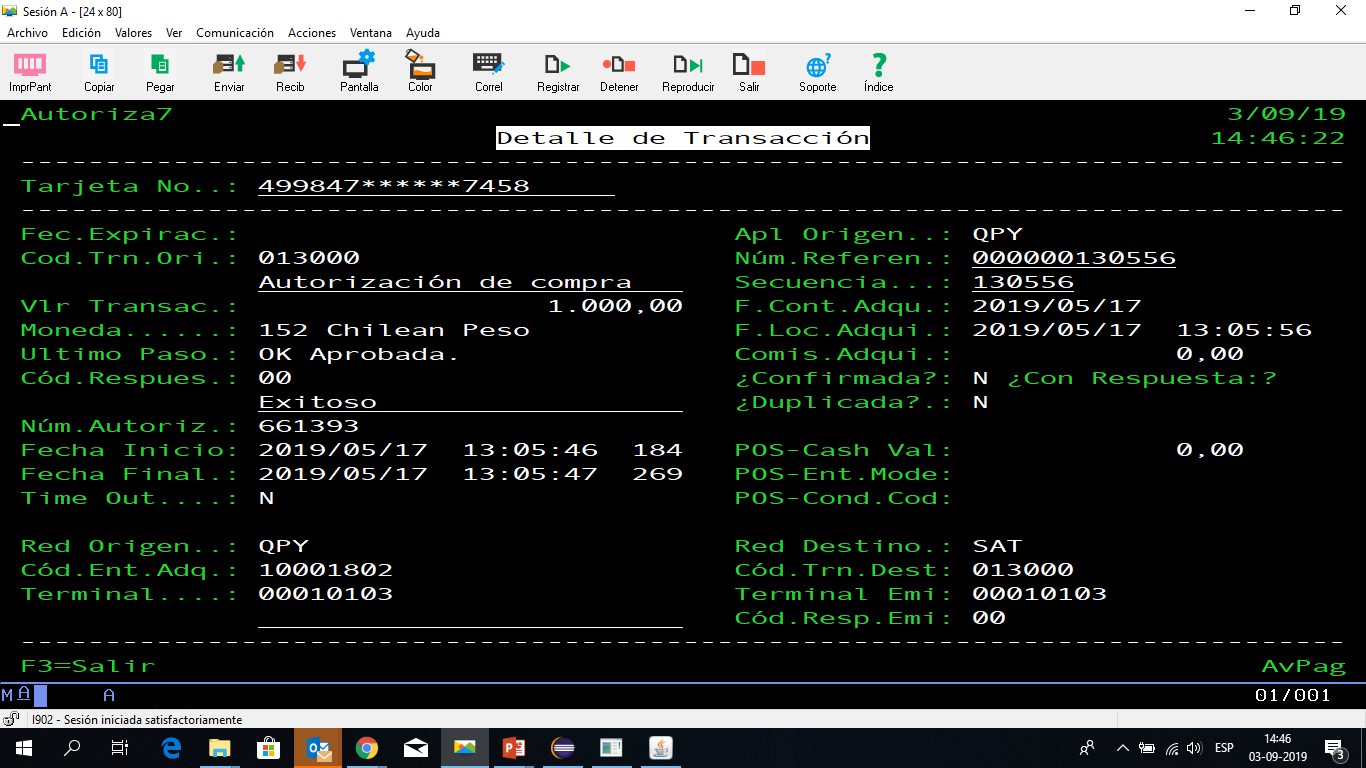 Sesión A - [24 x 80]
Archivo Edición Valores Ver Comunicación Acciones Ventana Ayuda
ImprPant Copiar Pegar Enviar Recib Pantalla Color Correl Registrar Detener Reproducir Salir Soporte Índice
Autoriza7 3/09/19
Detalle de Transacción 14:46:22
--------------------------------------------------------------------------------
Tarjeta No..: 499847******7458
--------------------------------------------------------------------------------
Fec.Expirac.: Apl Origen..: QPY
Cod.Trn.Ori.: 013000 Núm.Referen.: 000000130556
Autorización de compra Secuencia...: 130556
Vlr Transac.: 1.000,00 F.Cont.Adqu.: 2019/05/17
Moneda......: 152 Chilean Peso F.Loc.Adqui.: 2019/05/17 13:05:56
Ultimo Paso.: OK Aprobada. Comis.Adqui.: 0,00
Cód.Respues.: 00 ¿Confirmada?: N ¿Con Respuesta:?
Exitoso ¿Duplicada?.: N
Núm.Autoriz.: 661393
Fecha Inicio: 2019/05/17 13:05:46 184 POS-Cash Val: 0,00
Fecha Final.: 2019/05/17 13:05:47 269 POS-Ent.Mode:
Time Out....: N POS-Cond.Cod:
Red Origen..: QPY Red Destino.: SAT
Cód.Ent.Adq.: 10001802 Cód.Trn.Dest: 013000
Terminal....: 00010103 Terminal Emi: 00010103
Cód.Resp.Emi: 00
--------------------------------------------------------------------------------
F3=Salir AvPag
MA A 01/001
I902 - Sesión iniciada satisfactoriamente
ESP 14:46
03-09-2019 3